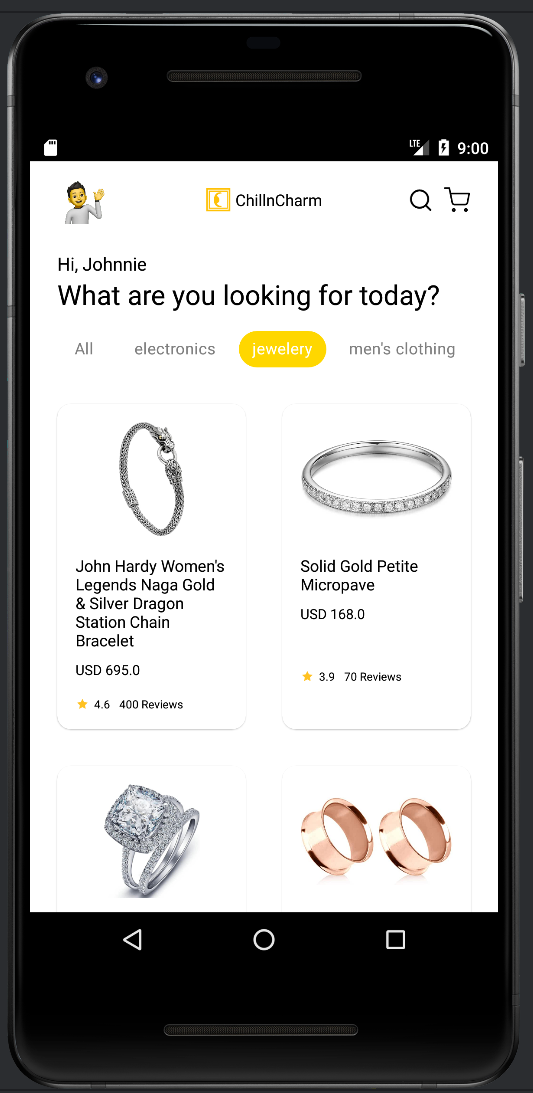 LTE 9:00
ChillnCharm
Hi, Johnnie
What are you looking for today?
All electronics jewelery men's clothing
John Hardy Women's
Legends Naga Gold
& Silver Dragon
Station Chain
Bracelet
USD 695.0
4.6 400 Reviews
Solid Gold Petite
Micropave
USD 168.0
3.9 70 Reviews